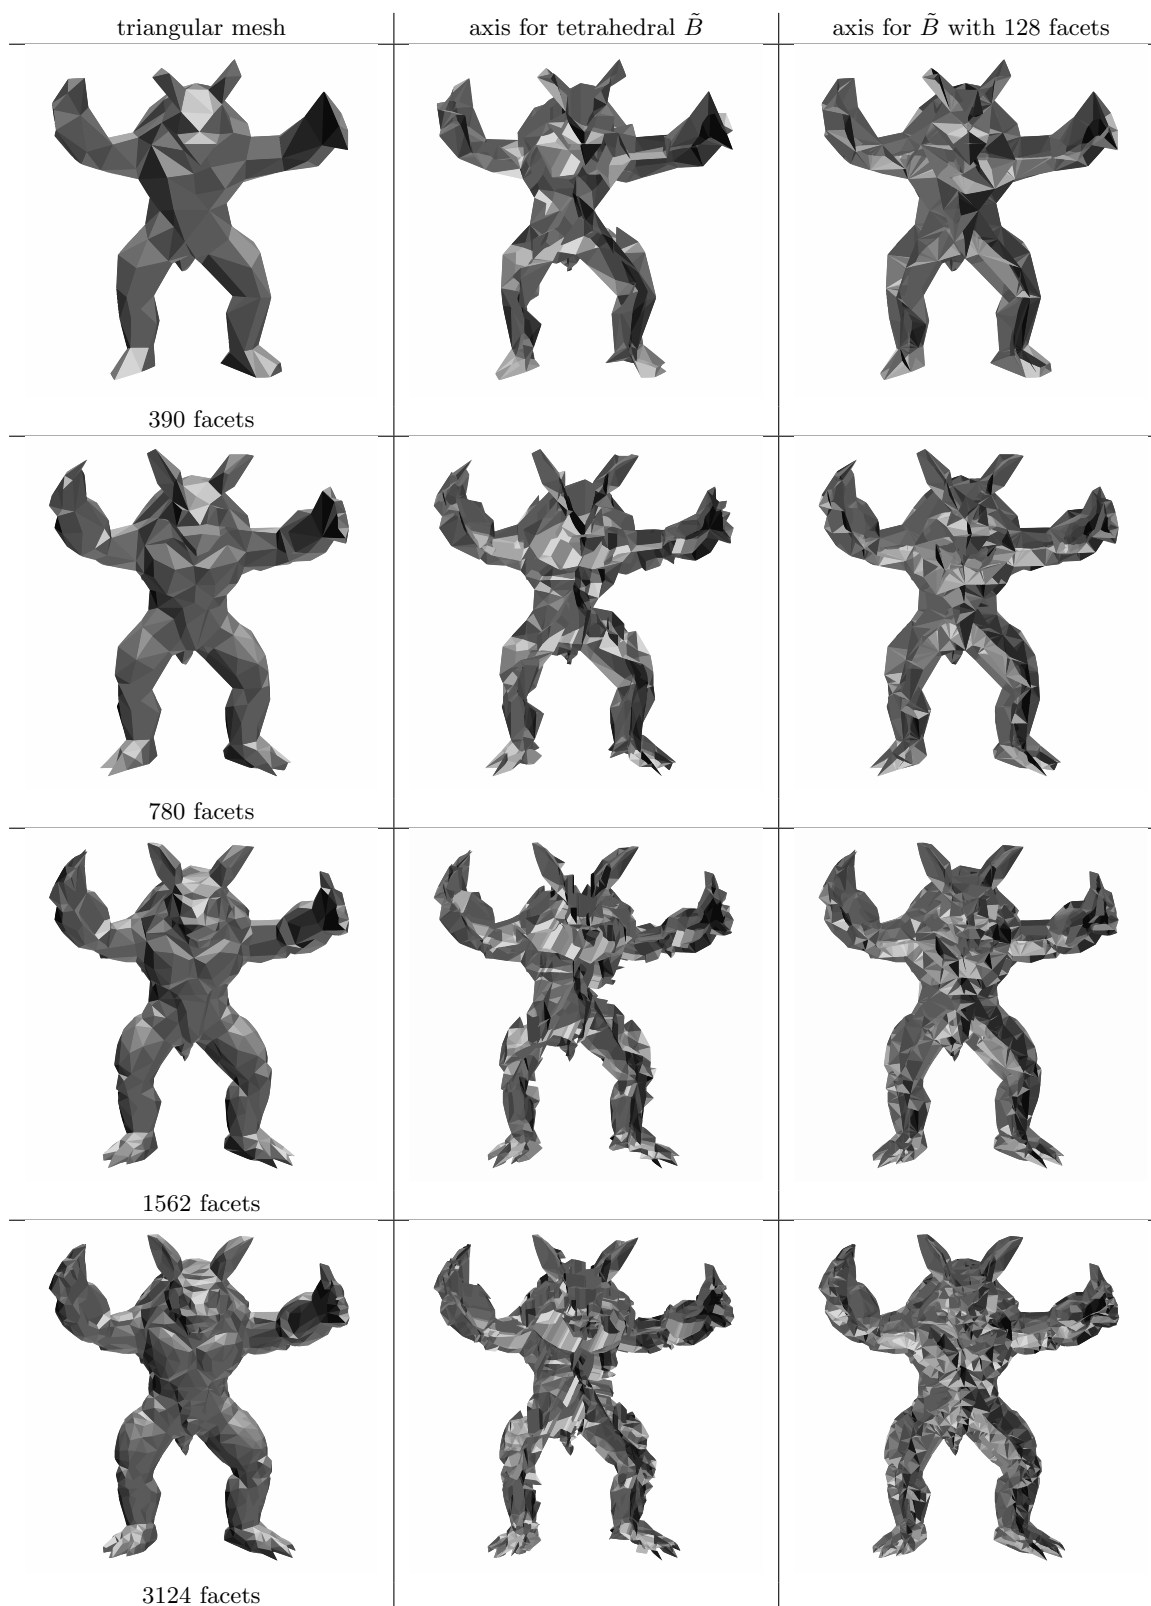 triangular mesh
axis for tetrahedral B̃
axis for B̃ with 128 facets
390 facets
780 facets
1562 facets
3124 facets